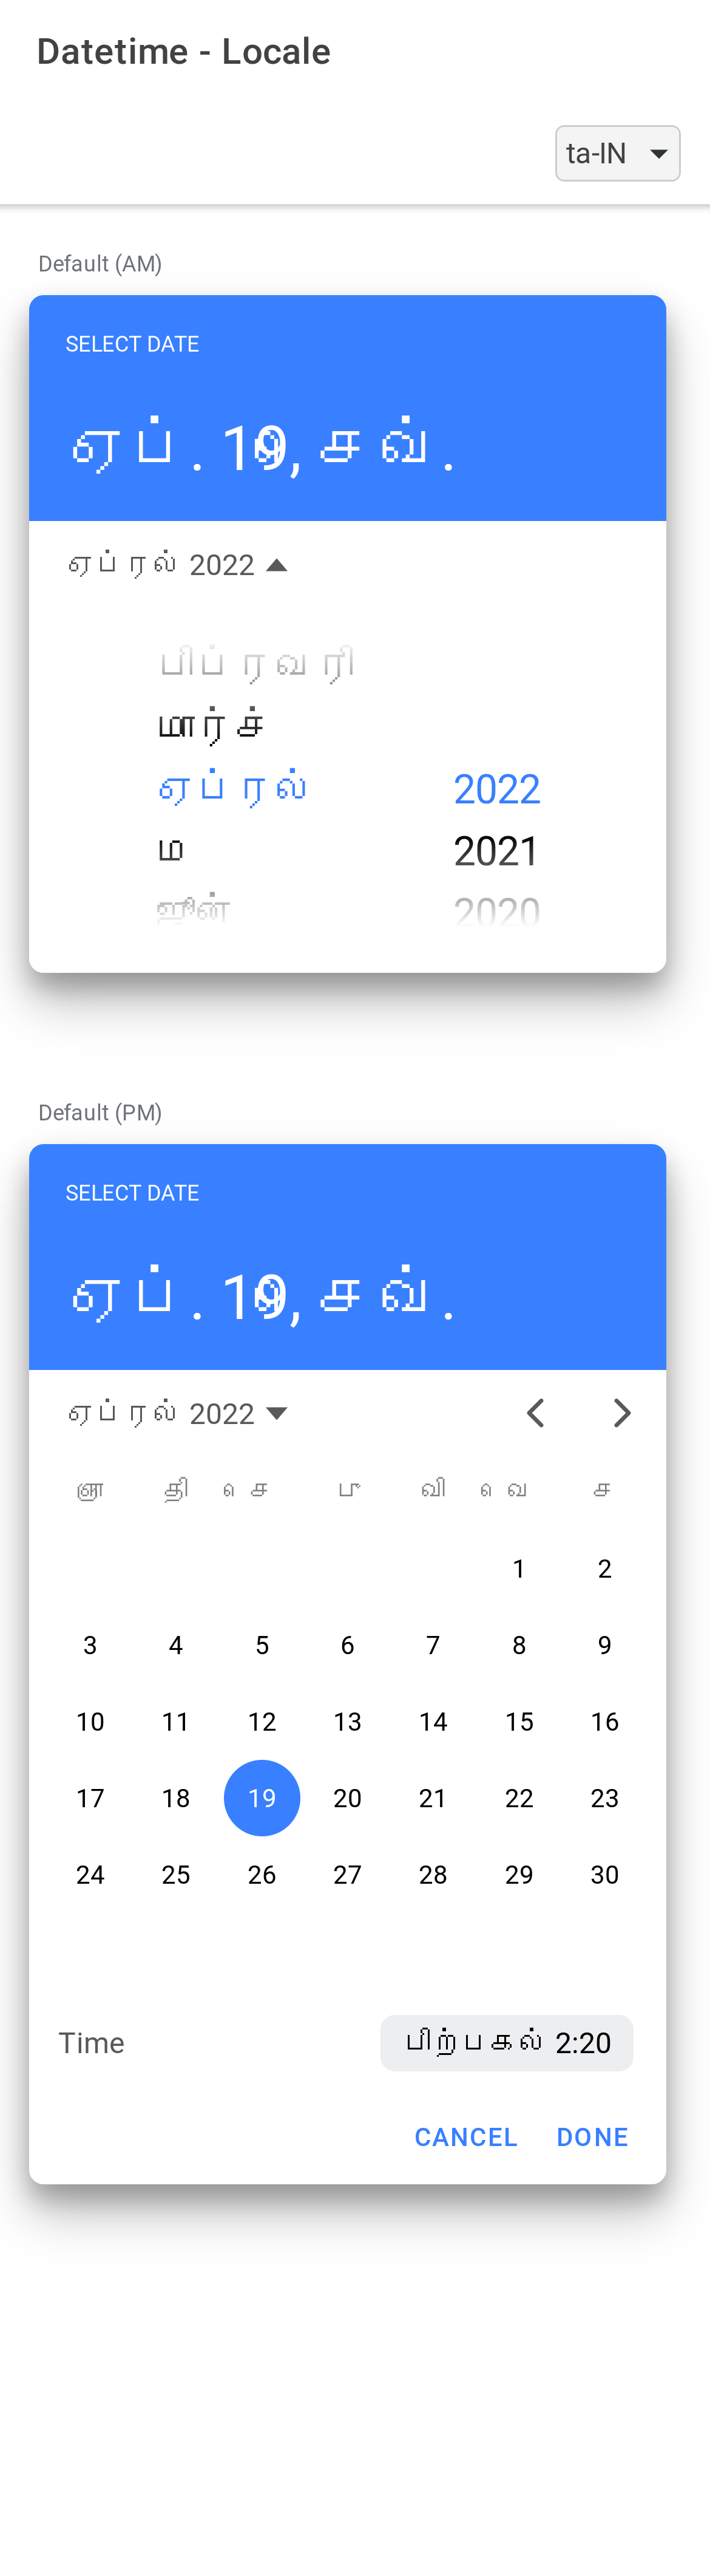 Datetime - Locale
ta-IN
Default (AM)
SELECT DATE
ஏப். 19, செவ்.
ஏப்ரல் 2022
பிப்ரவரி
மார்ச்
ஏப்ரல் 2022
ம 2021
ஜூன் 2020
Default (PM)
SELECT DATE
ஏப். 19, செவ்.
ஏப்ரல் 2022
ஞா தி செ பு வி வெ ச
1 2
3 4 5 6 7 8 9
10 11 12 13 14 15 16
17 18 19 20 21 22 23
24 25 26 27 28 29 30
Time பிற்பகல் 2:20
CANCEL DONE